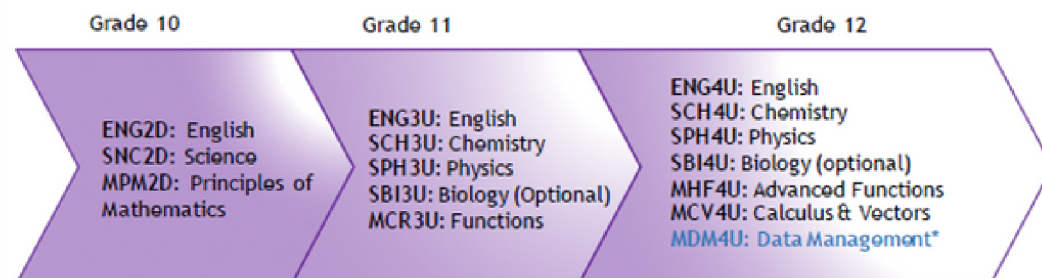 Grade 10
Grade 11
Grade 12
ENG2D: English
SNC2D: Science
MPM2D: Principles of
Mathematics
ENG3U: English
SCH3U: Chemistry
SPH3U: Physics
SBI3U: Biology (Optional)
MCR3U: Functions
ENG4U: English
SCH4U: Chemistry
SPH4U: Physics
SBI4U: Biology (optional)
MHF4U: Advanced Functions
MCV4U: Calculus & Vectors
MDM4U: Data Management*